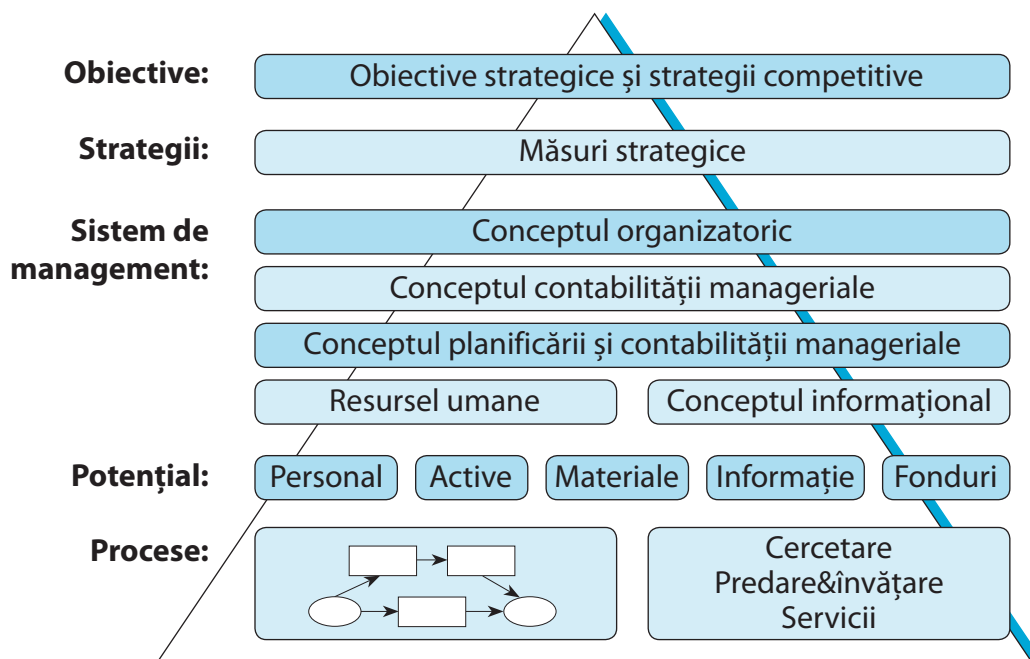 Obiective:
Obiective strategice și strategii competitive
Strategii:
Măsuri strategice
Sistem de
management:
Conceptul organizatoric
Conceptul contabilității manageriale
Conceptul planificării și contabilității manageriale
Resursel umane
Conceptul informațional
Potențial:
Personal
Active
Materiale
Informație
Fonduri
Procese:
Cercetare
Predare&învățare
Servicii